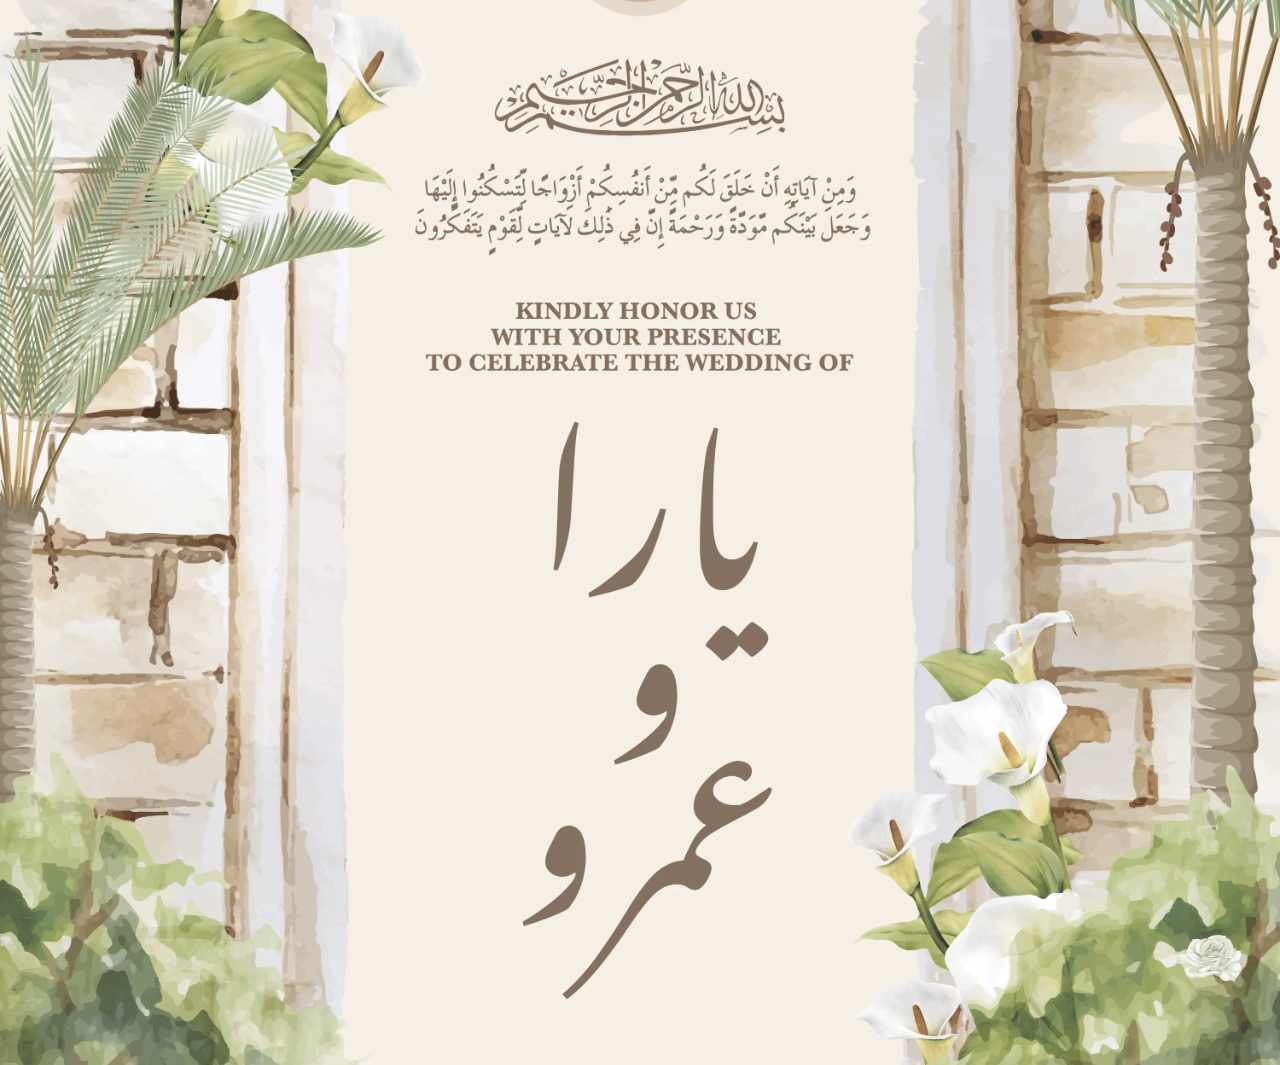 بسم الله الرحمن الرحيم
وَمِنْ آيَاتِهِ أَنْ خَلَقَ لَكُم مِّنْ أَنفُسِكُمْ أَزْوَاجًا لِّتَسْكُنُوا إِلَيْهَا
وَجَعَلَ بَيْنَكُم مَّوَدَّةً وَرَحْمَةً إِنَّ فِي ذَٰلِكَ لَآيَاتٍ لِّقَوْمٍ يَتَفَكَّرُونَ
KINDLY HONOR US
WITH YOUR PRESENCE
TO CELEBRATE THE WEDDING OF
يارا
و
عمرو